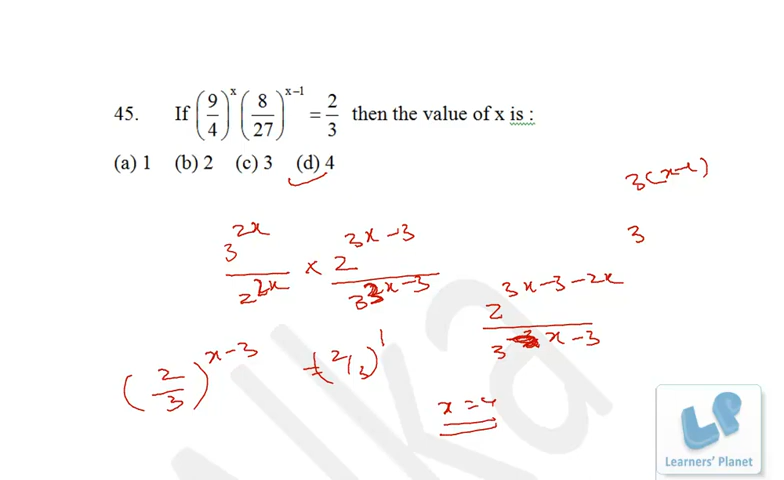 45. If (9/4)^x (8/27)^(x–1) = 2/3 then the value of x is :
(a) 1 (b) 2 (c) 3 (d) 4
3(x-1)
3
3^2x / 2^2x × 2^3x-3 / 3^3x-3
2^3x-3-2x / 3^x-3
(2/3)^x-3 = (2/3)^1
x = 4
LP
Learners' Planet